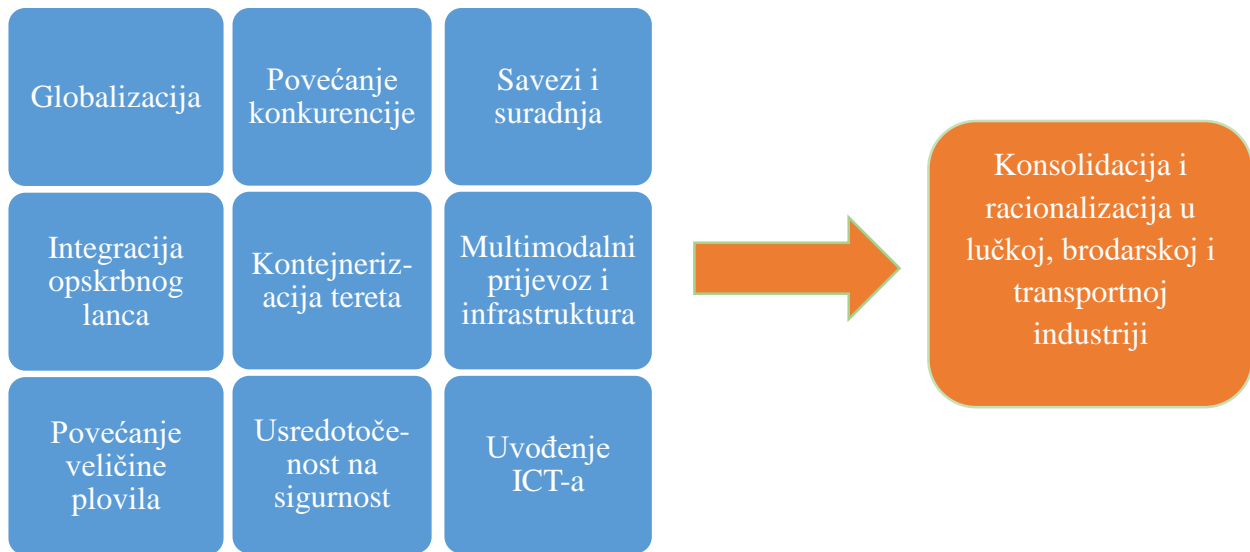 Globalizacija
Povećanje
konkurencije
Savezi i
suradnja
Integracija
opskrbnog
lanca
Kontejneriz-
acija tereta
Multimodalni
prijevoz i
infrastruktura
Povećanje
veličine
plovila
Usredotoče-
nost na
sigurnost
Uvođenje
ICT-a
Konsolidacija i
racionalizacija u
lučkoj, brodarskoj i
transportnoj
industriji